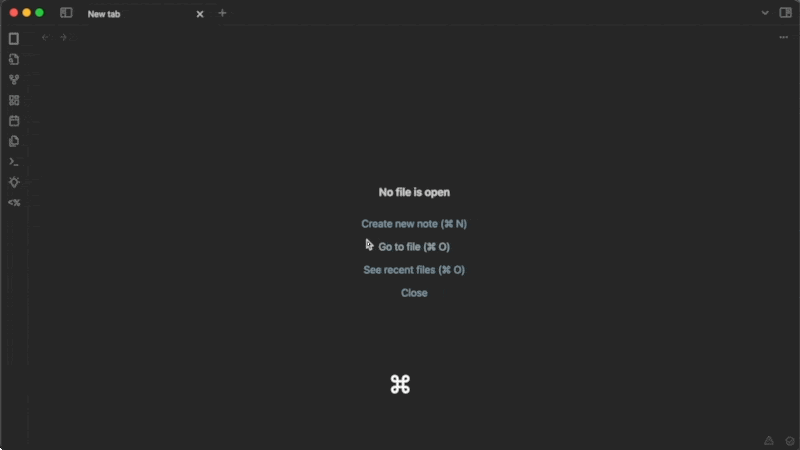 New tab
No file is open
Create new note (⌘ N)
Go to file (⌘ O)
See recent files (⌘ O)
Close
⌘